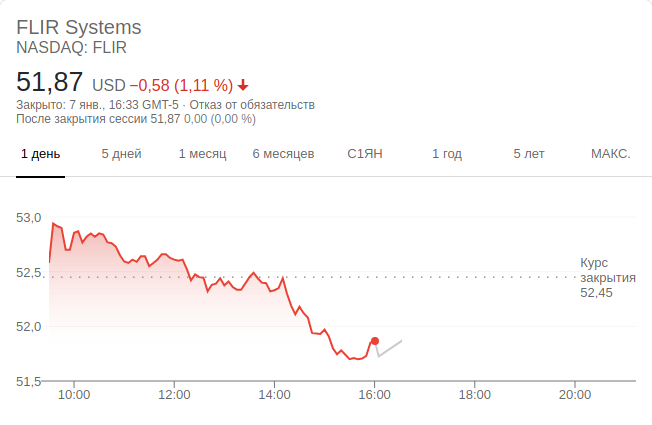 FLIR Systems
NASDAQ: FLIR
51,87 USD −0,58 (1,11 %)
Закрыто: 7 янв., 16:33 GMT-5 · Отказ от обязательств
После закрытия сессии 51,87 0,00 (0,00 %)
1 день 5 дней 1 месяц 6 месяцев С1ЯН 1 год 5 лет МАКС.
53,0
52,5
52,0
51,5
Курс
закрытия
52,45
10:00 12:00 14:00 16:00 18:00 20:00